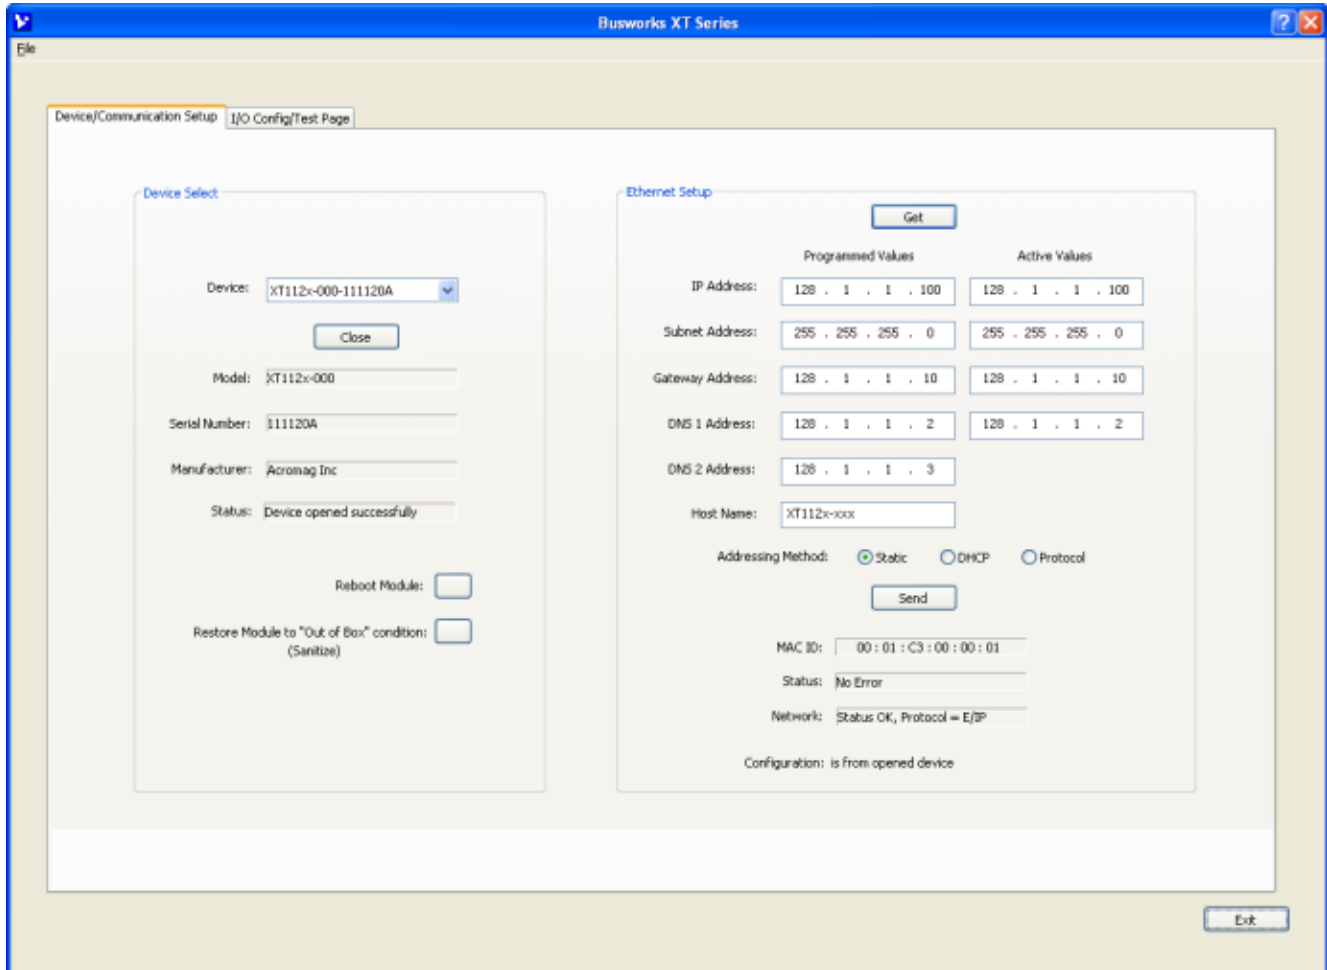 Busworks XT Series
File
Device/Communication Setup
I/O Config/Test Page
Device Select
Device: XT112x-000-111120A
Close
Model: XT112x-000
Serial Number: 111120A
Manufacturer: Acromag Inc
Status: Device opened successfully
Reboot Module:
Restore Module to "Out of Box" condition:
(Sanitize)
Ethernet Setup
Get
Programmed Values Active Values
IP Address: 128 . 1 . 1 . 100 128 . 1 . 1 . 100
Subnet Address: 255 . 255 . 255 . 0 255 . 255 . 255 . 0
Gateway Address: 128 . 1 . 1 . 10 128 . 1 . 1 . 10
DNS 1 Address: 128 . 1 . 1 . 2 128 . 1 . 1 . 2
DNS 2 Address: 128 . 1 . 1 . 3
Host Name: XT112x-xxx
Addressing Method: Static DHCP Protocol
Send
MAC ID: 00 : 01 : C3 : 00 : 00 : 01
Status: No Error
Network: Status OK, Protocol = E/IP
Configuration: is from opened device
Exit